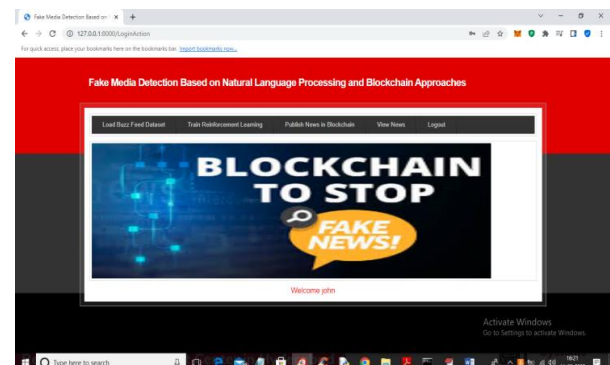 Fake Media Detection Based on
127.0.0.1:8000/LoginAction
For quick access, place your bookmarks here on the bookmarks bar. Import bookmarks now...
Fake Media Detection Based on Natural Language Processing and Blockchain Approaches
Load Buzz Feed Dataset Train Reinforcement Learning Publish News in Blockchain View News Logout
BLOCKCHAIN
TO STOP
FAKE
NEWS!
Welcome john
Activate Windows
Go to Settings to activate Windows.
Type here to search
16:21